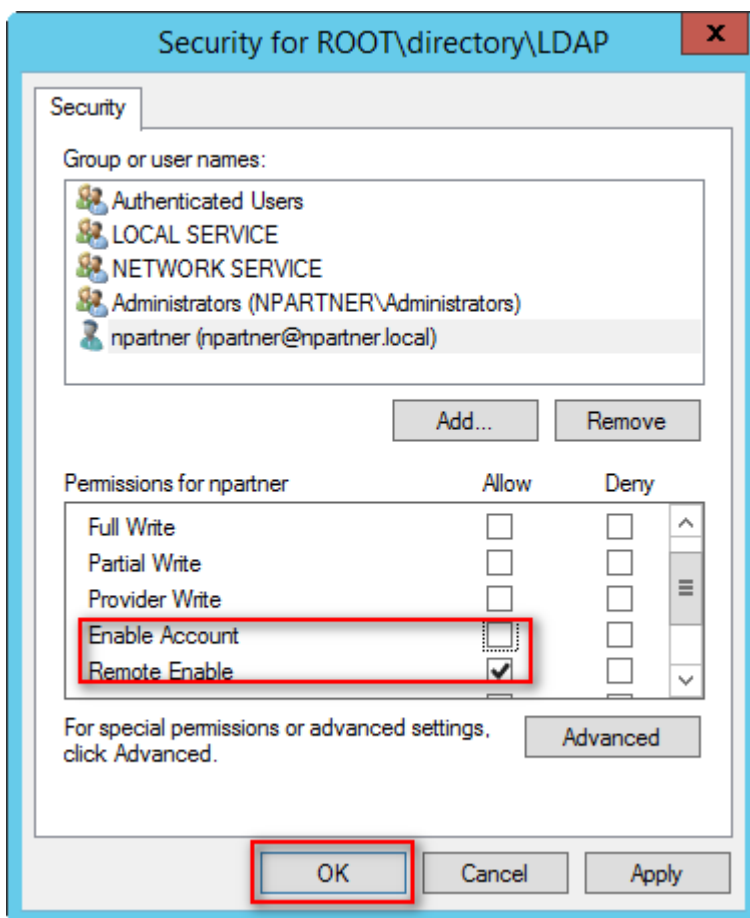 Security for ROOT\directory\LDAP
x
Security
Group or user names:
Authenticated Users
LOCAL SERVICE
NETWORK SERVICE
Administrators (NPARTNER\Administrators)
npartner (npartner@npartner.local)
Add... Remove
Permissions for npartner Allow Deny
Full Write
Partial Write
Provider Write
Enable Account
Remote Enable
For special permissions or advanced settings,
click Advanced.
Advanced
OK Cancel Apply